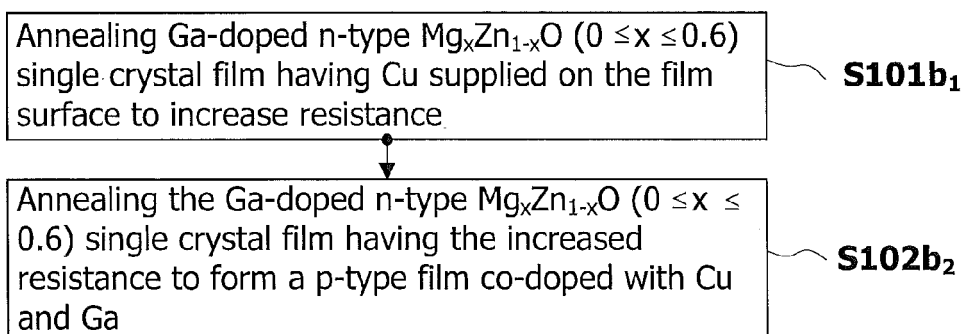 Annealing Ga-doped n-type MgₓZn₁₋ₓO (0 ≤x ≤0.6)
single crystal film having Cu supplied on the film
surface to increase resistance
S101b₁
Annealing the Ga-doped n-type MgₓZn₁₋ₓO (0 ≤x ≤
0.6) single crystal film having the increased
resistance to form a p-type film co-doped with Cu
and Ga
S102b₂